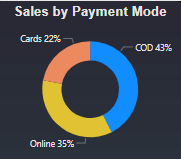 Sales by Payment Mode
Cards 22%
COD 43%
Online 35%